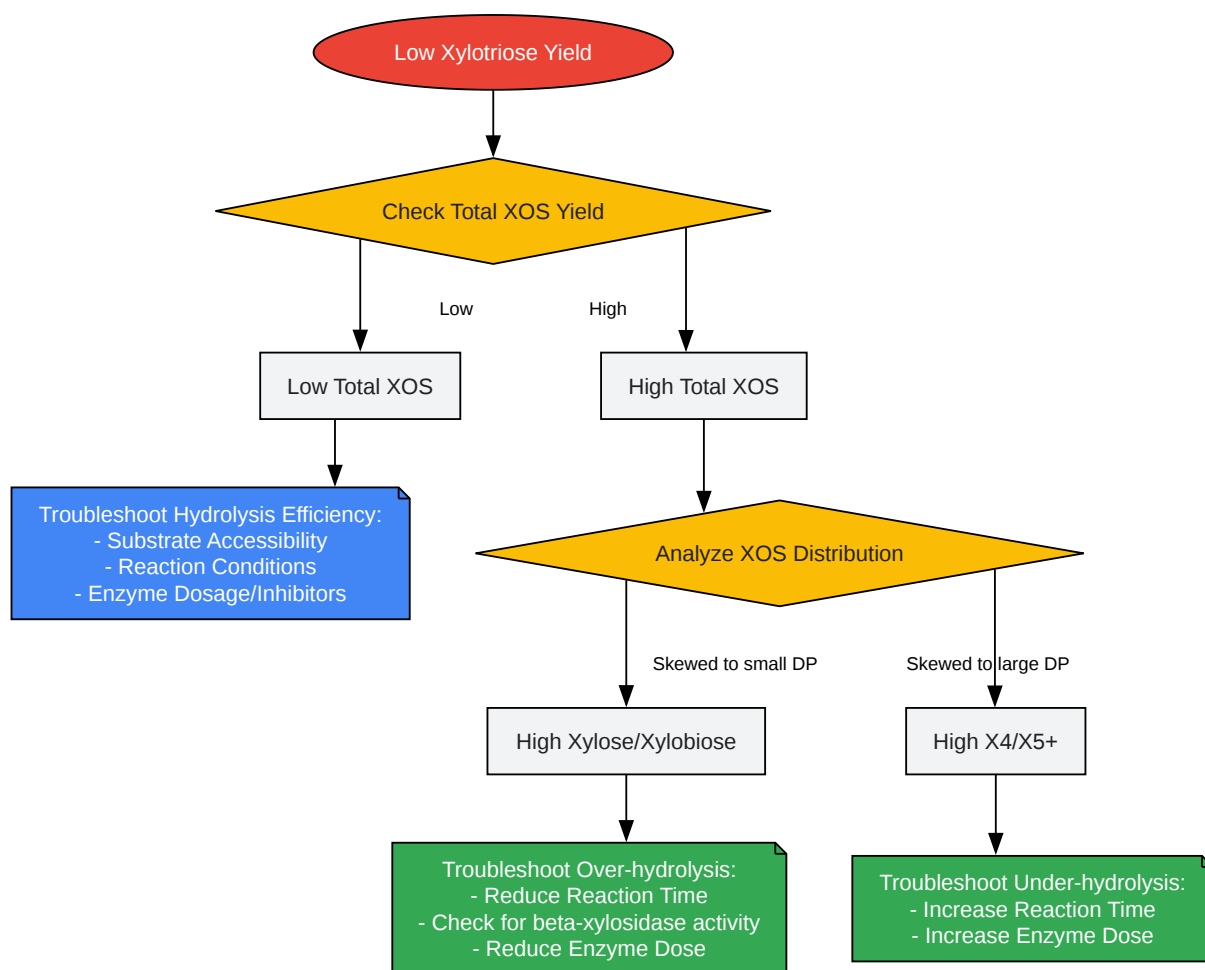 Low Xylotriose Yield
Check Total XOS Yield
Low
High
Low Total XOS
High Total XOS
Troubleshoot Hydrolysis Efficiency:
- Substrate Accessibility
- Reaction Conditions
- Enzyme Dosage/Inhibitors
Analyze XOS Distribution
Skewed to small DP
Skewed to large DP
High Xylose/Xylobiose
High X4/X5+
Troubleshoot Over-hydrolysis:
- Reduce Reaction Time
- Check for beta-xylosidase activity
- Reduce Enzyme Dose
Troubleshoot Under-hydrolysis:
- Increase Reaction Time
- Increase Enzyme Dose